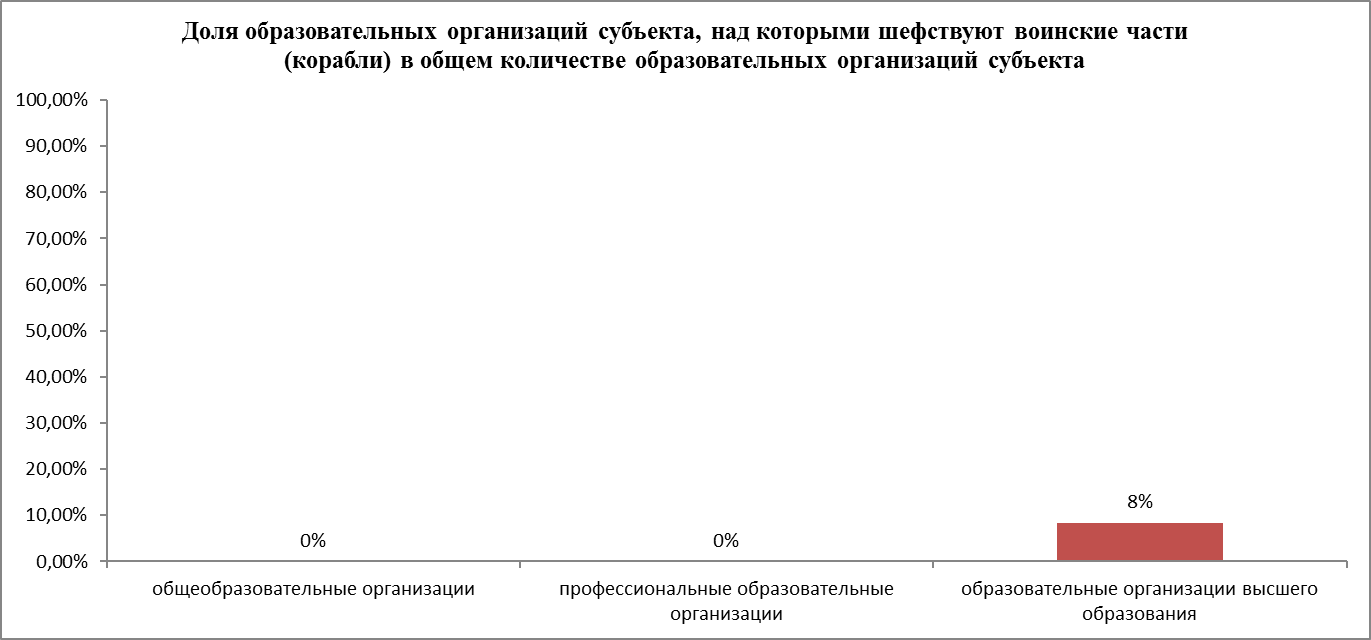 Доля образовательных организаций субъекта, над которыми шефствуют воинские части
(корабли) в общем количестве образовательных организаций субъекта
100,00%
90,00%
80,00%
70,00%
60,00%
50,00%
40,00%
30,00%
20,00%
10,00%
0,00%
0%
0%
8%
общеобразовательные организации
профессиональные образовательные
организации
образовательные организации высшего
образования